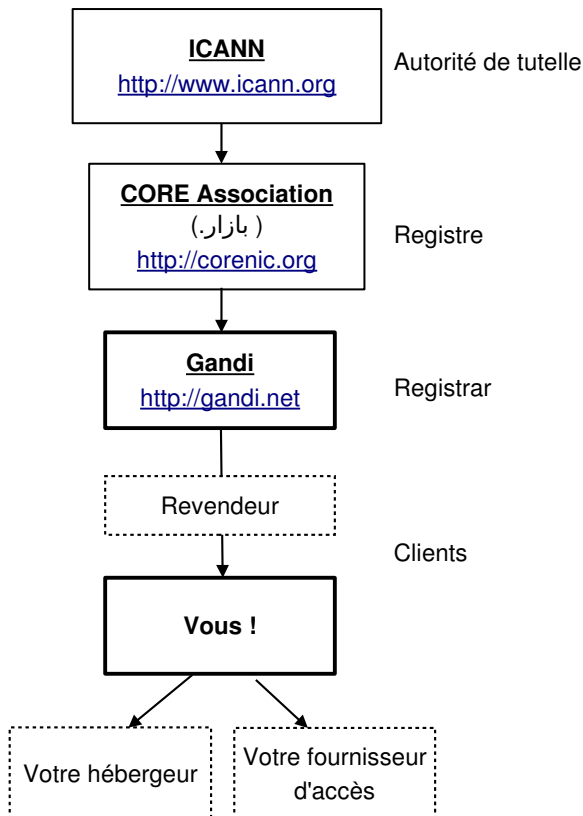 ICANN
http://www.icann.org
Autorité de tutelle
CORE Association
( بازار.)
http://corenic.org
Registre
Gandi
http://gandi.net
Registrar
Revendeur
Clients
Vous !
Votre hébergeur
Votre fournisseur
d'accès